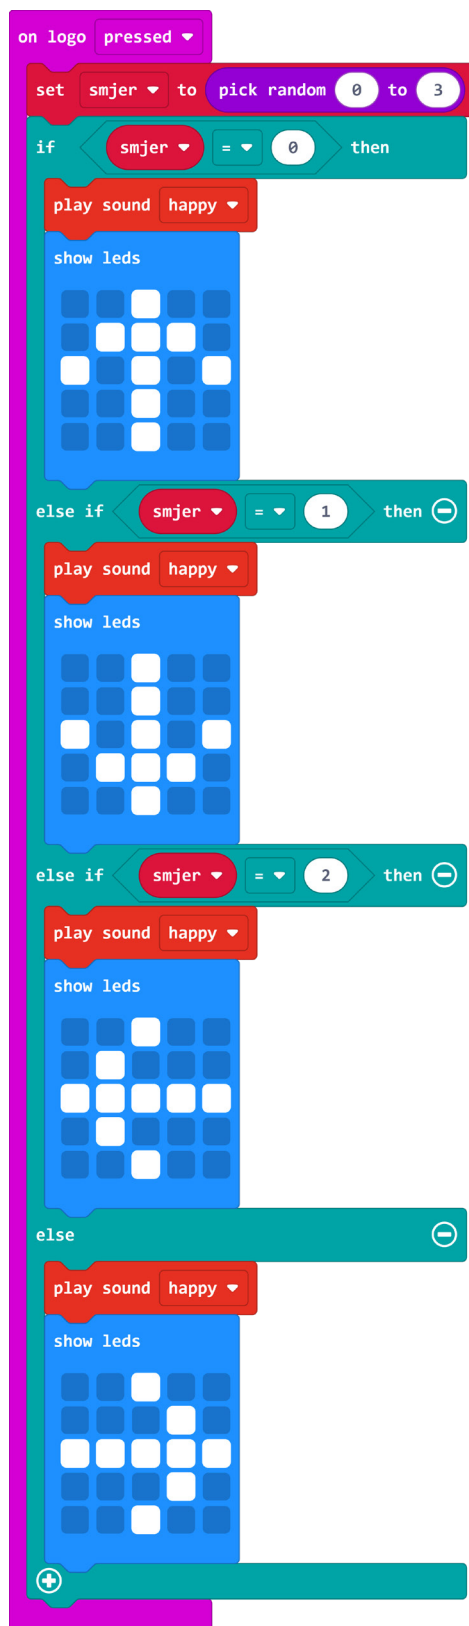 on logo pressed
set smjer to pick random 0 to 3
if smjer = 0 then
play sound happy
show leds
else if smjer = 1 then
play sound happy
show leds
else if smjer = 2 then
play sound happy
show leds
else
play sound happy
show leds